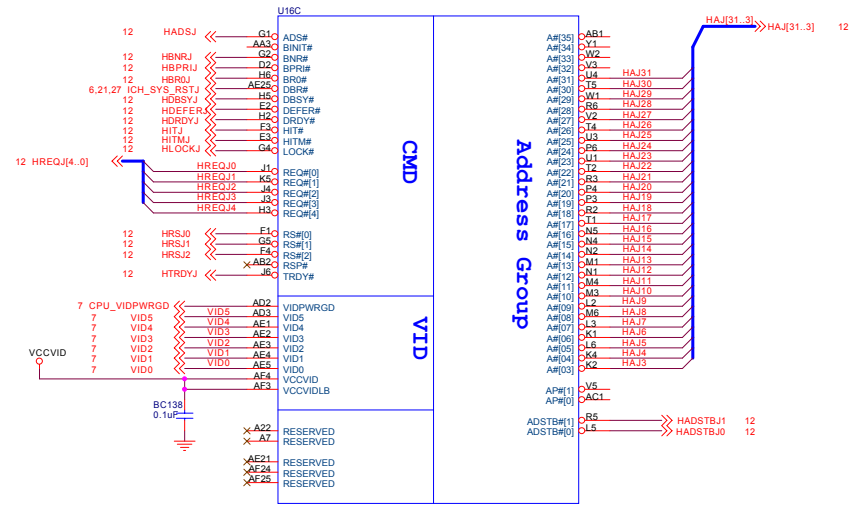 U16C
12 HADSJ G1 ADS#
AA3 BINIT#
12 HBNRJ G2 BNR#
12 HBPRIJ D2 BPRI#
12 HBR0J H6 BR0#
6,21,27 ICH_SYS_RSTJ AE25 DBR#
12 HDBSYJ H5 DBSY#
12 HDEFERJ E2 DEFER#
12 HDRDYJ H2 DRDY#
12 HITJ F3 HIT#
12 HITMJ E3 HITM#
12 HLOCKJ G4 LOCK#
12 HREQJ[4..0]
HREQJ0 J1 REQ#[0]
HREQJ1 K5 REQ#[1]
HREQJ2 J4 REQ#[2]
HREQJ3 J3 REQ#[3]
HREQJ4 H3 REQ#[4]
12 HRSJ0 F1 RS#[0]
12 HRSJ1 G5 RS#[1]
12 HRSJ2 F4 RS#[2]
AB2 RSP#
12 HTRDYJ J6 TRDY#
CMD
7 CPU_VIDPWRGD AD2 VIDPWRGD
7 VID5 VID5 AD3 VID5
7 VID4 VID4 AE1 VID4
7 VID3 VID3 AE2 VID3
7 VID2 VID2 AE3 VID2
7 VID1 VID1 AE4 VID1
7 VID0 VID0 AE5 VID0
VCCVID
AF4 VCCVID
AF3 VCCVIDLB
VID
BC138
0.1uF
A22 RESERVED
A7 RESERVED
AE21 RESERVED
AF24 RESERVED
AF25 RESERVED
Address Group
HAJ[31..3] HAJ[31..3] 12
A#[35] AB1
A#[34] Y1
A#[33] W2
A#[32] V3
A#[31] U4 HAJ31
A#[30] T5 HAJ30
A#[29] W1 HAJ29
A#[28] R6 HAJ28
A#[27] V2 HAJ27
A#[26] T4 HAJ26
A#[25] U3 HAJ25
A#[24] P6 HAJ24
A#[23] U1 HAJ23
A#[22] T2 HAJ22
A#[21] R3 HAJ21
A#[20] P4 HAJ20
A#[19] P3 HAJ19
A#[18] R2 HAJ18
A#[17] T1 HAJ17
A#[16] N5 HAJ16
A#[15] N4 HAJ15
A#[14] N2 HAJ14
A#[13] M1 HAJ13
A#[12] N1 HAJ12
A#[11] M4 HAJ11
A#[10] M3 HAJ10
A#[09] L2 HAJ9
A#[08] M6 HAJ8
A#[07] L3 HAJ7
A#[06] K1 HAJ6
A#[05] L6 HAJ5
A#[04] K4 HAJ4
A#[03] K2 HAJ3
AP#[1] V5
AP#[0] AC1
ADSTB#[1] R5 HADSTBJ1 12
ADSTB#[0] L5 HADSTBJ0 12